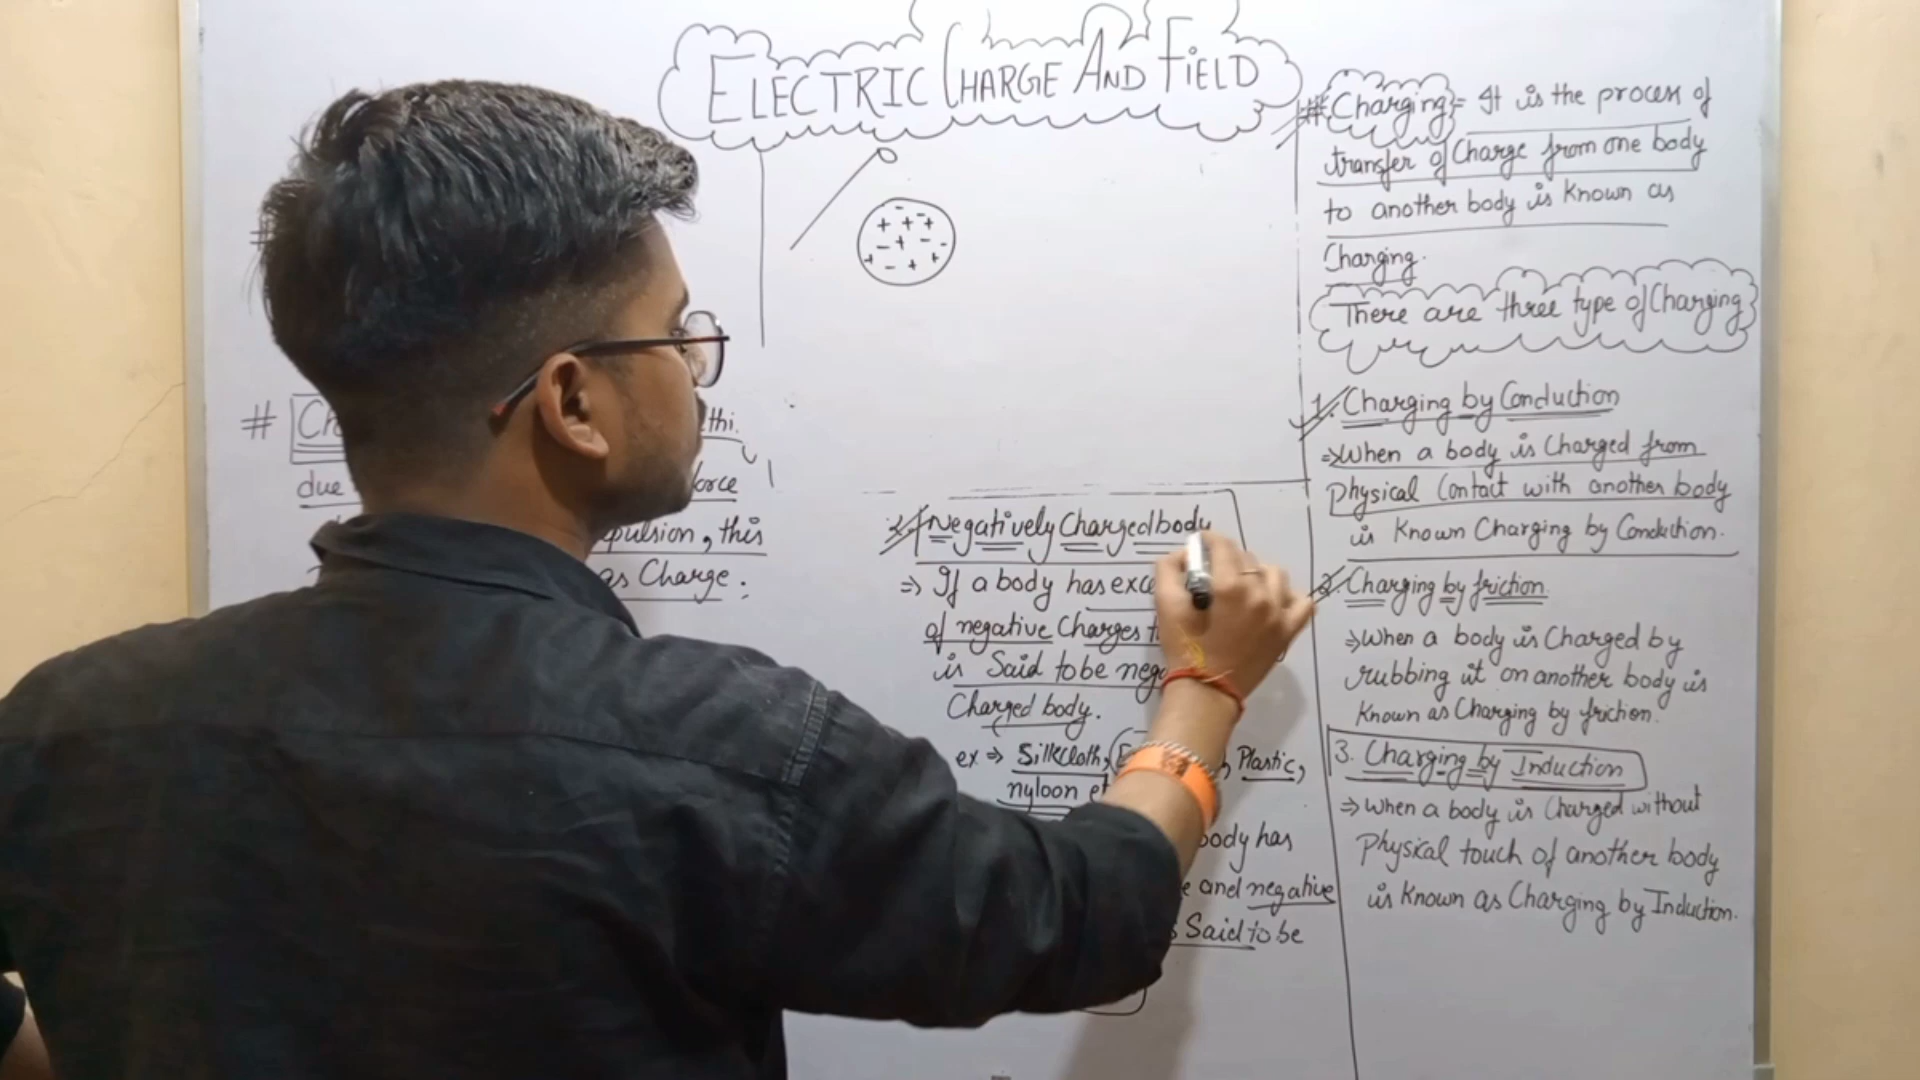 ELECTRIC CHARGE AND FIELD
#
# 
due
thi.
orce
pulsion, this
as Charge :
2. Negatively Charged body
⇒ If a body has
of negative Charges
is Said to be
Charged body.
ex ⇒ Silk cloth, Plastic,
nyloon
body has
and negative
Said to be
# Charging = It is the process of
transfer of Charge from one body
to another body is Known as
Charging.
There are three type of Charging
1. Charging by Conduction
⇒ When a body is Charged from
Physical Contact with another body
is Known Charging by Conduction.
2. Charging by friction
⇒ When a body is Charged by
rubbing it on another body is
Known as Charging by friction.
3. Charging by Induction
⇒ When a body is Charged without
Physical touch of another body
is Known as Charging by Induction.